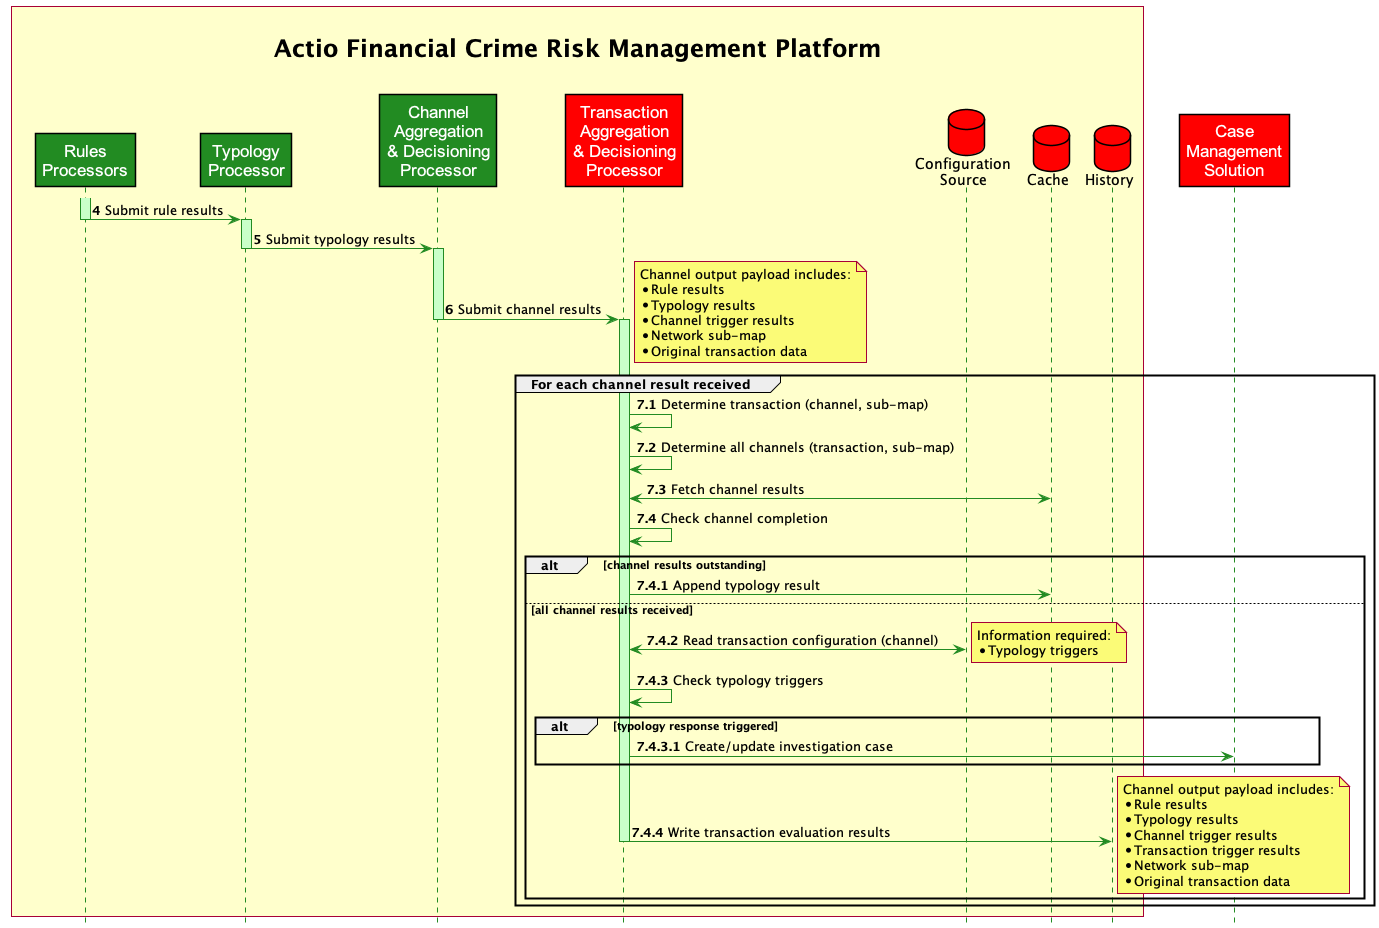 Actio Financial Crime Risk Management Platform
Rules
Processors
Typology
Processor
Channel
Aggregation
& Decisioning
Processor
Transaction
Aggregation
& Decisioning
Processor
Configuration
Source
Cache
History
Case
Management
Solution
4 Submit rule results
5 Submit typology results
6 Submit channel results
Channel output payload includes:
• Rule results
• Typology results
• Channel trigger results
• Network sub-map
• Original transaction data
For each channel result received
7.1 Determine transaction (channel, sub-map)
7.2 Determine all channels (transaction, sub-map)
7.3 Fetch channel results
7.4 Check channel completion
alt [channel results outstanding]
7.4.1 Append typology result
[all channel results received]
7.4.2 Read transaction configuration (channel)
Information required:
• Typology triggers
7.4.3 Check typology triggers
alt [typology response triggered]
7.4.3.1 Create/update investigation case
7.4.4 Write transaction evaluation results
Channel output payload includes:
• Rule results
• Typology results
• Channel trigger results
• Transaction trigger results
• Network sub-map
• Original transaction data